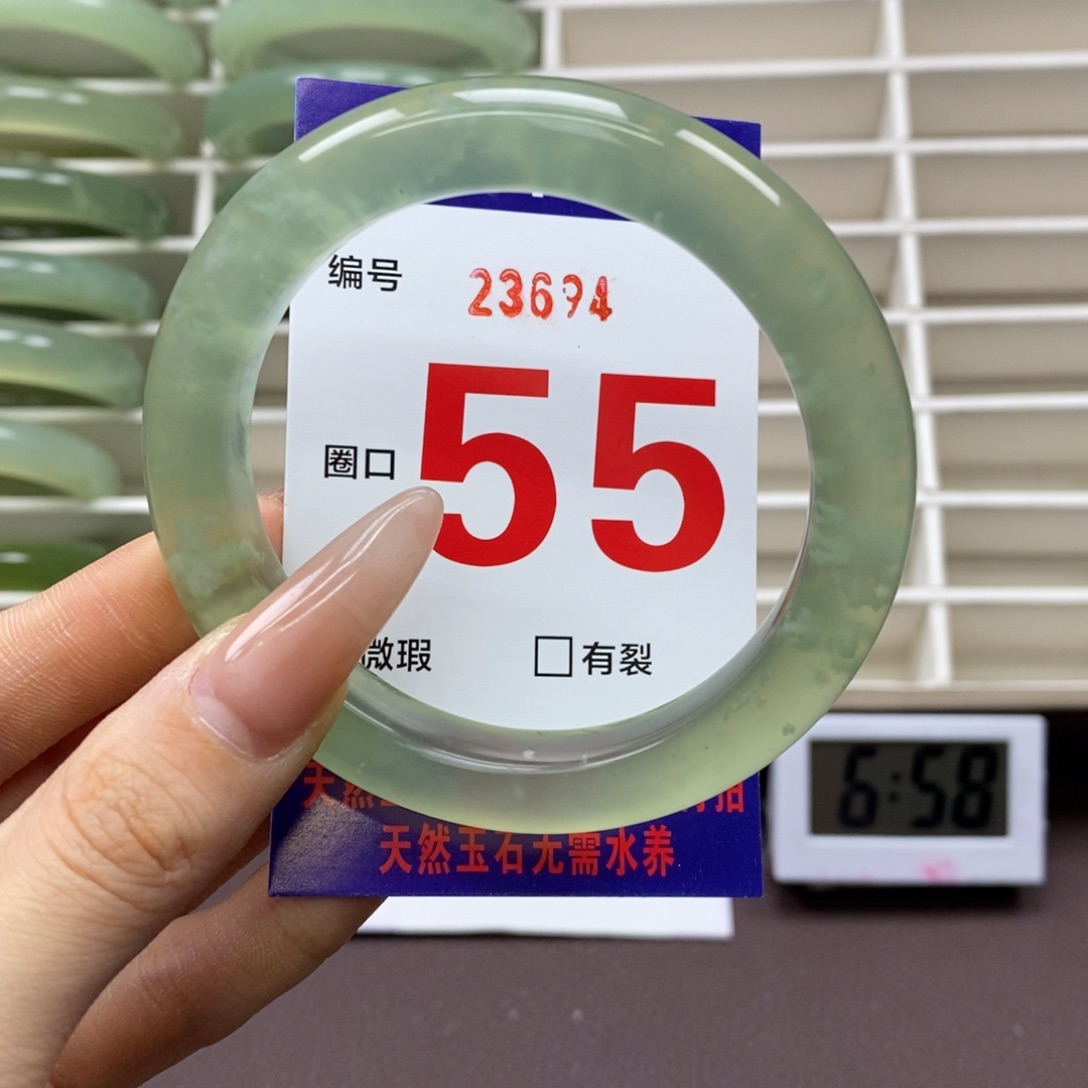 编号 23694
圈口 55
微瑕 有裂
天然玉石无需水养
6:58